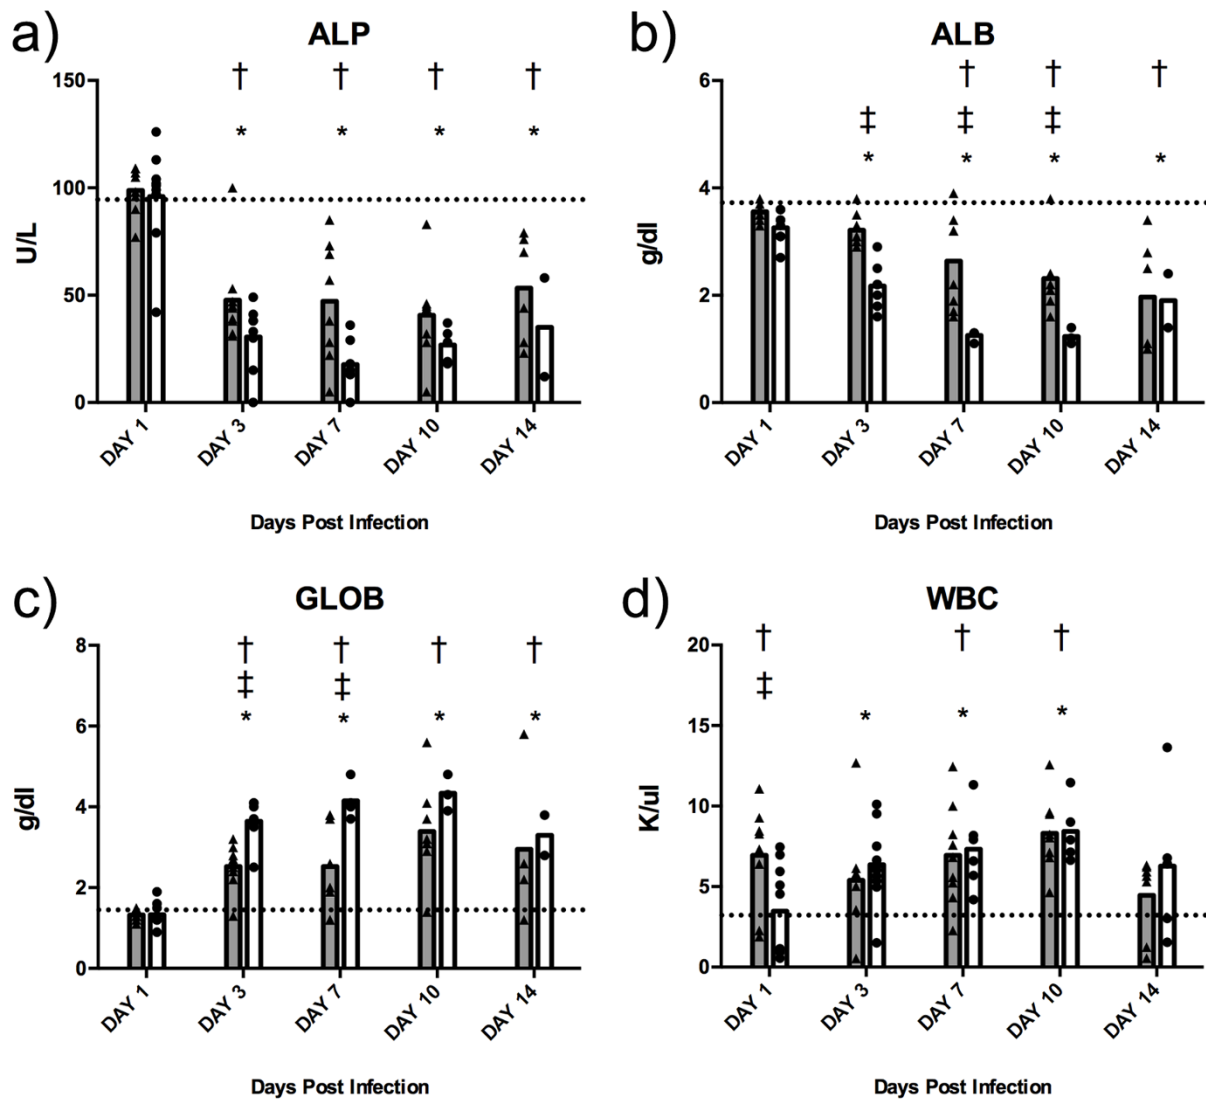 a)
ALP
150
† † † †
* * * *
100
50
0
U/L
DAY 1 DAY 3 DAY 7 DAY 10 DAY 14
Days Post Infection
b)
ALB
6
† † †
‡ ‡ ‡
* * * *
4
2
0
g/dl
DAY 1 DAY 3 DAY 7 DAY 10 DAY 14
Days Post Infection
c)
GLOB
8
† † † †
‡ ‡
* * * *
6
4
2
0
g/dl
DAY 1 DAY 3 DAY 7 DAY 10 DAY 14
Days Post Infection
d)
WBC
20
† † †
‡
* * *
15
10
5
0
K/ul
DAY 1 DAY 3 DAY 7 DAY 10 DAY 14
Days Post Infection